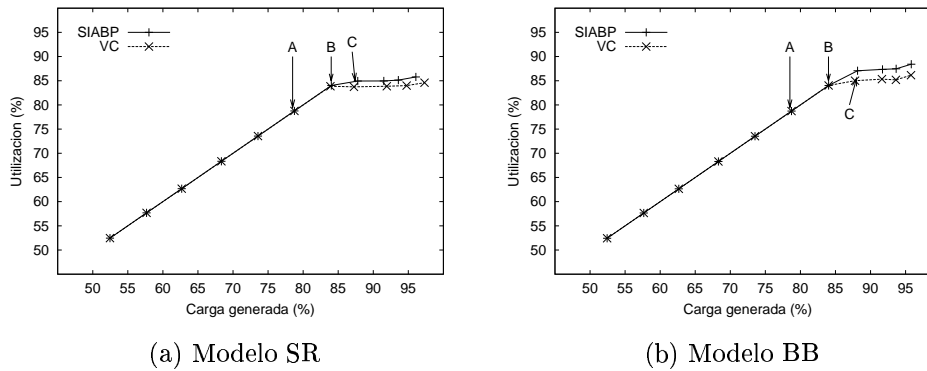 SIABP
VC
A
B
C
90
95
85
80
75
70
65
60
55
50
Utilizacion (%)
50 55 60 65 70 75 80 85 90 95
Carga generada (%)
(a) Modelo SR
SIABP
VC
A
B
C
95
90
85
80
75
70
65
60
55
50
Utilizacion (%)
50 55 60 65 70 75 80 85 90 95
Carga generada (%)
(b) Modelo BB